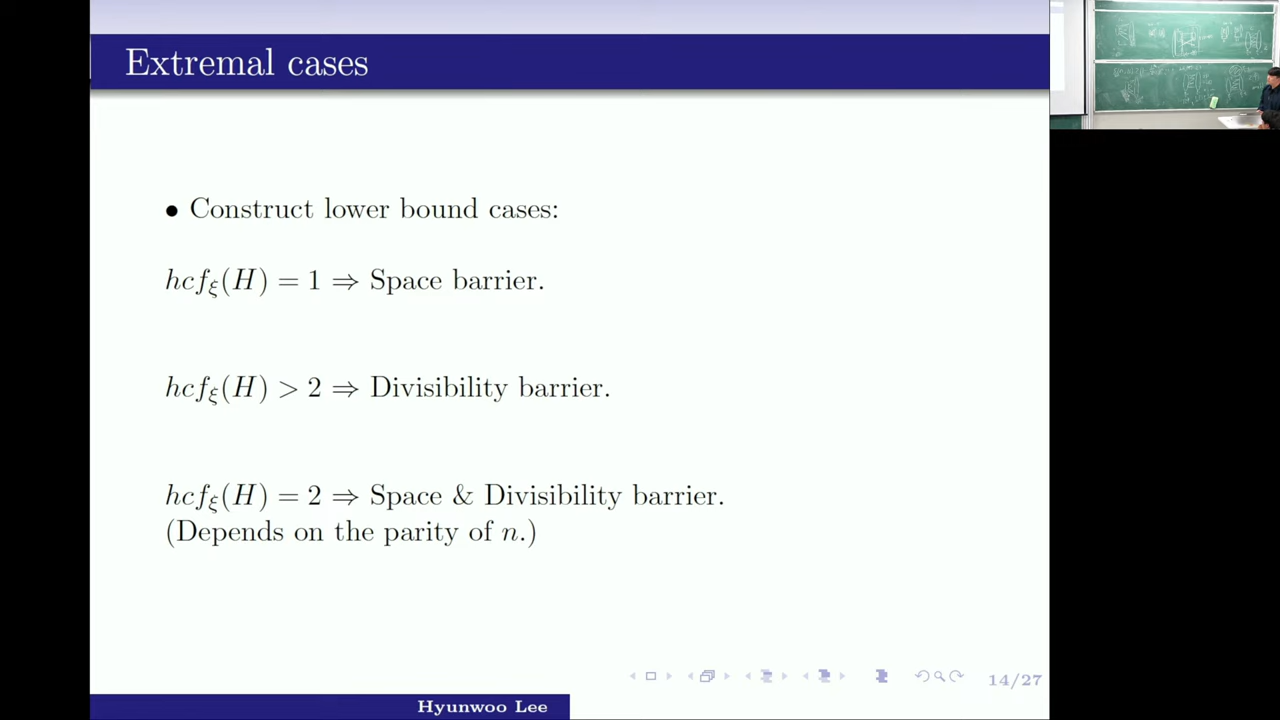 Extremal cases
• Construct lower bound cases:
hcf_ξ(H) = 1 ⇒ Space barrier.
hcf_ξ(H) > 2 ⇒ Divisibility barrier.
hcf_ξ(H) = 2 ⇒ Space & Divisibility barrier.
(Depends on the parity of n.)
14/27
Hyunwoo Lee